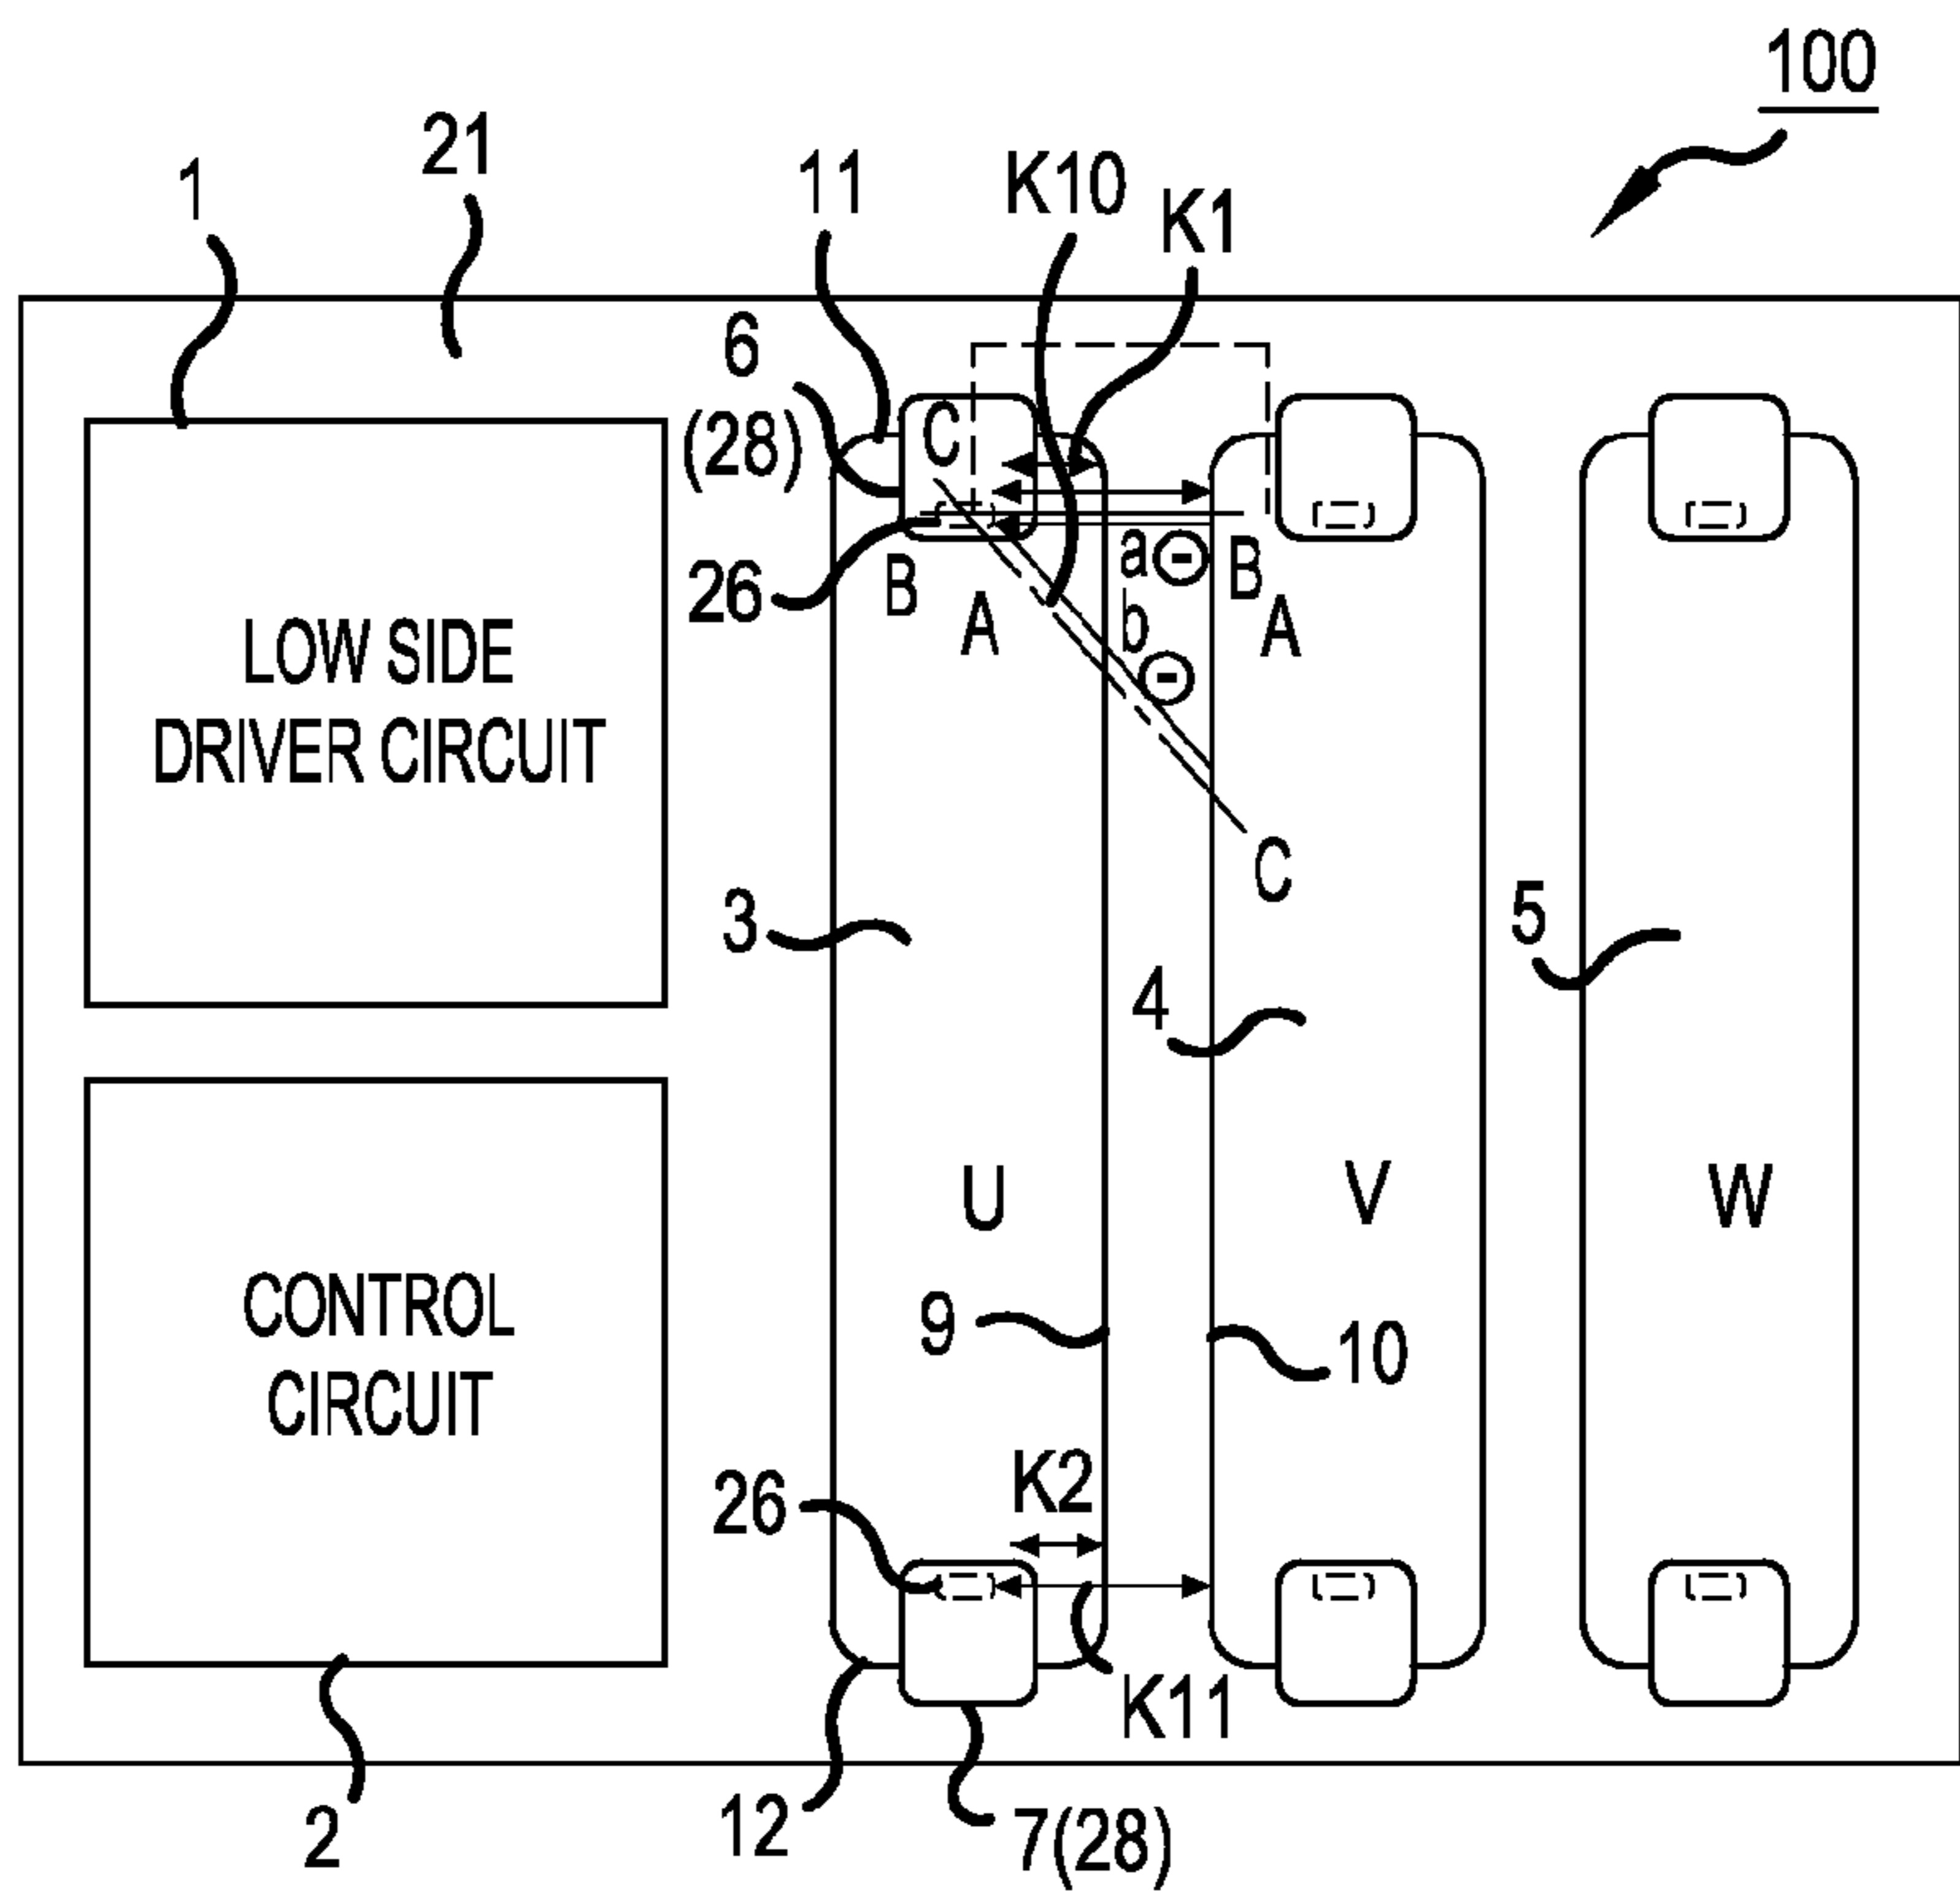 100
21
1
11
K10
K1
6
(28)
C
26
B
A
a
B
b
A
C
LOW SIDE
DRIVER CIRCUIT
3
4
5
U
V
W
CONTROL
CIRCUIT
9
10
K2
26
K11
2
12
7(28)